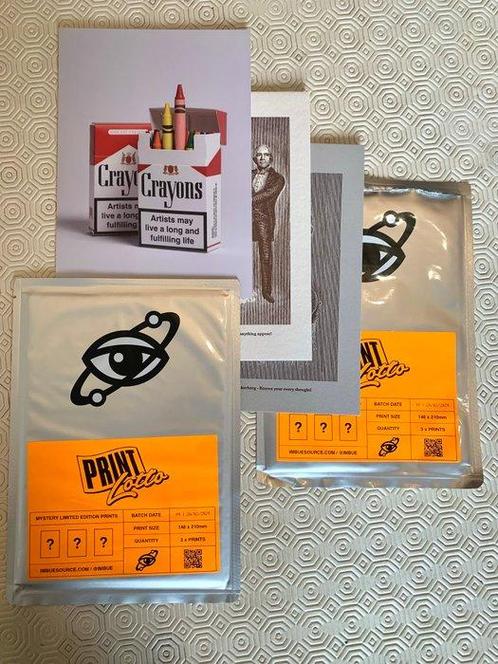 Crayons
Artists may
live a long and
fulfilling life
Crayons
Artists may
live a long and
fulfilling life
anything appear!
Know your every thought!
PRINT
Lotto
BATCH DATE
PRINT SIZE 148 x 210mm
QUANTITY 3 x PRINTS
? ?
IMBUESOURCE.COM / @IMBUE
PRINT
Lotto
MYSTERY LIMITED EDITION PRINTS
BATCH DATE
PRINT SIZE 148 x 210mm
QUANTITY 3 x PRINTS
? ? ?
IMBUESOURCE.COM / @IMBUE